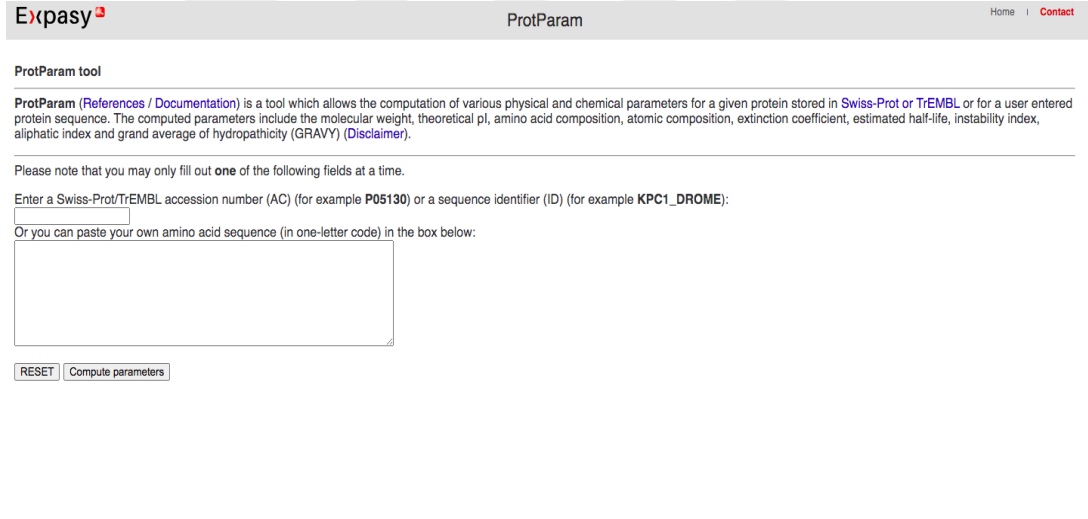 Expasy
ProtParam
Home | Contact
ProtParam tool
ProtParam (References / Documentation) is a tool which allows the computation of various physical and chemical parameters for a given protein stored in Swiss-Prot or TrEMBL or for a user entered
protein sequence. The computed parameters include the molecular weight, theoretical pI, amino acid composition, atomic composition, extinction coefficient, estimated half-life, instability index,
aliphatic index and grand average of hydropathicity (GRAVY) (Disclaimer).
Please note that you may only fill out one of the following fields at a time.
Enter a Swiss-Prot/TrEMBL accession number (AC) (for example P05130) or a sequence identifier (ID) (for example KPC1_DROME):
Or you can paste your own amino acid sequence (in one-letter code) in the box below:
RESET Compute parameters